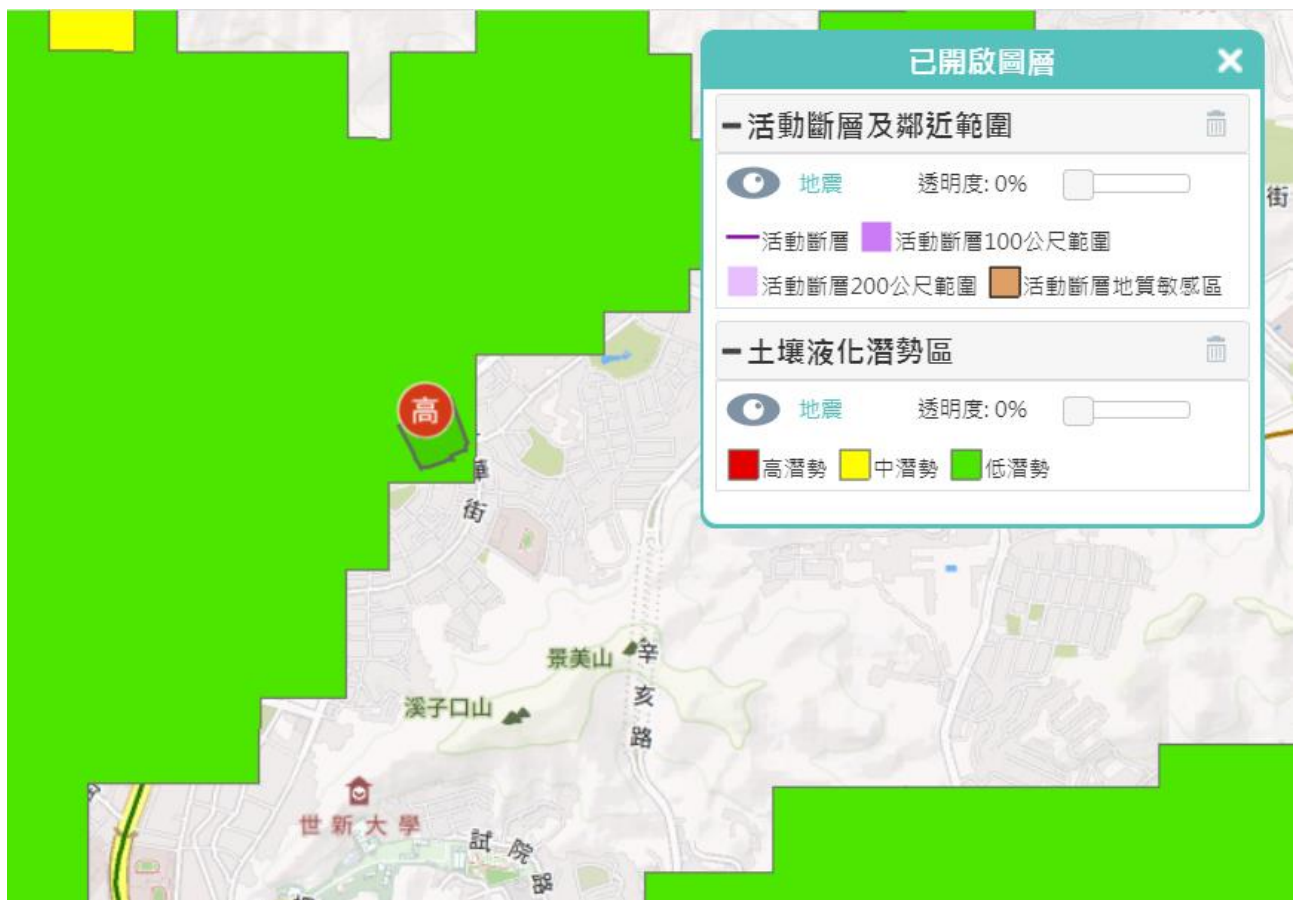 已開啟圖層
活動斷層及鄰近範圍
地震 透明度: 0%
活動斷層 活動斷層100公尺範圍
活動斷層200公尺範圍 活動斷層地質敏感區
土壤液化潛勢區
地震 透明度: 0%
高潛勢 中潛勢 低潛勢
街
高
街
景美山
辛亥路
溪子口山
世新大學
試院路